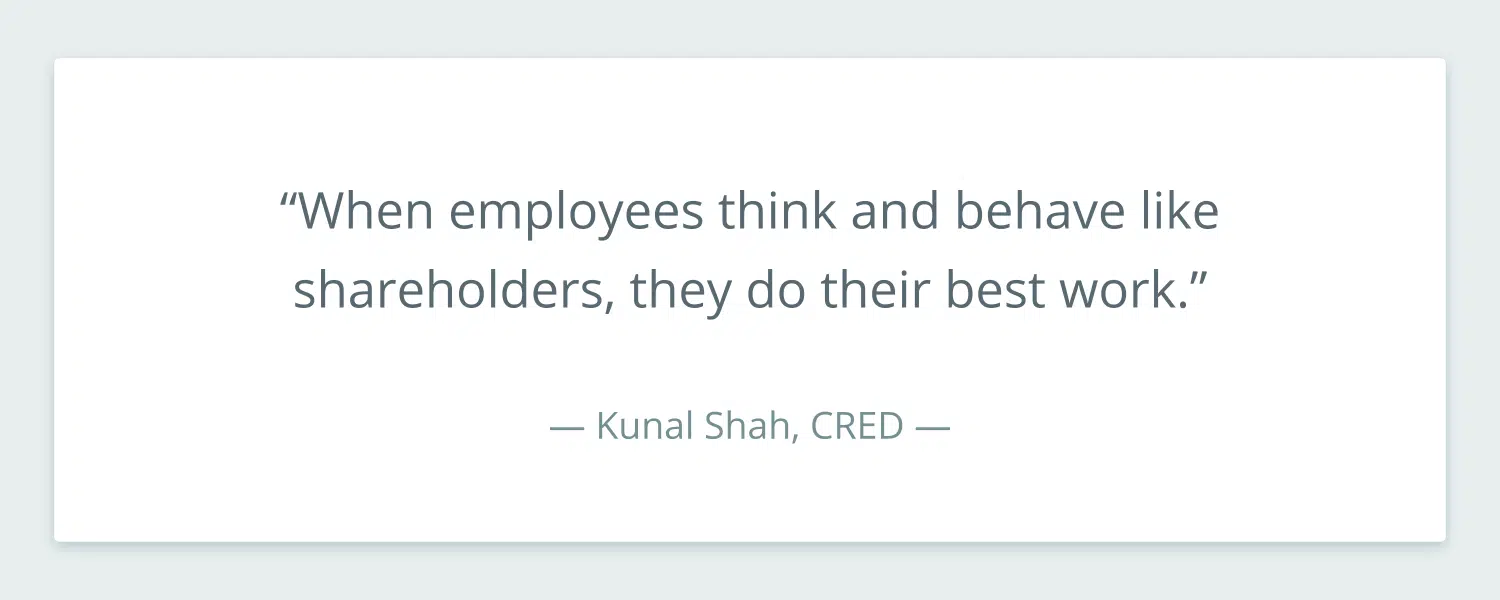 “When employees think and behave like
shareholders, they do their best work.”
— Kunal Shah, CRED —